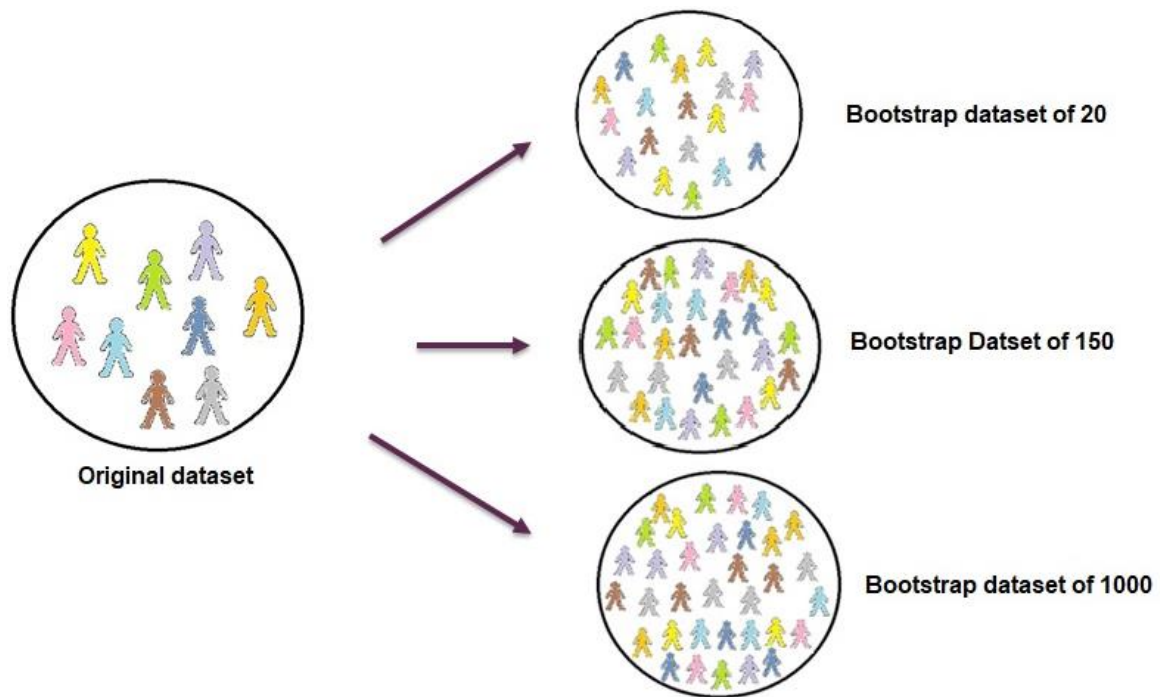 Bootstrap dataset of 20
Bootstrap Datset of 150
Original dataset
Bootstrap dataset of 1000